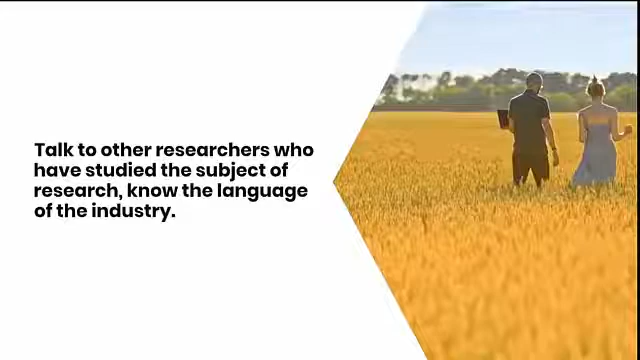 Talk to other researchers who
have studied the subject of
research, know the language
of the industry.